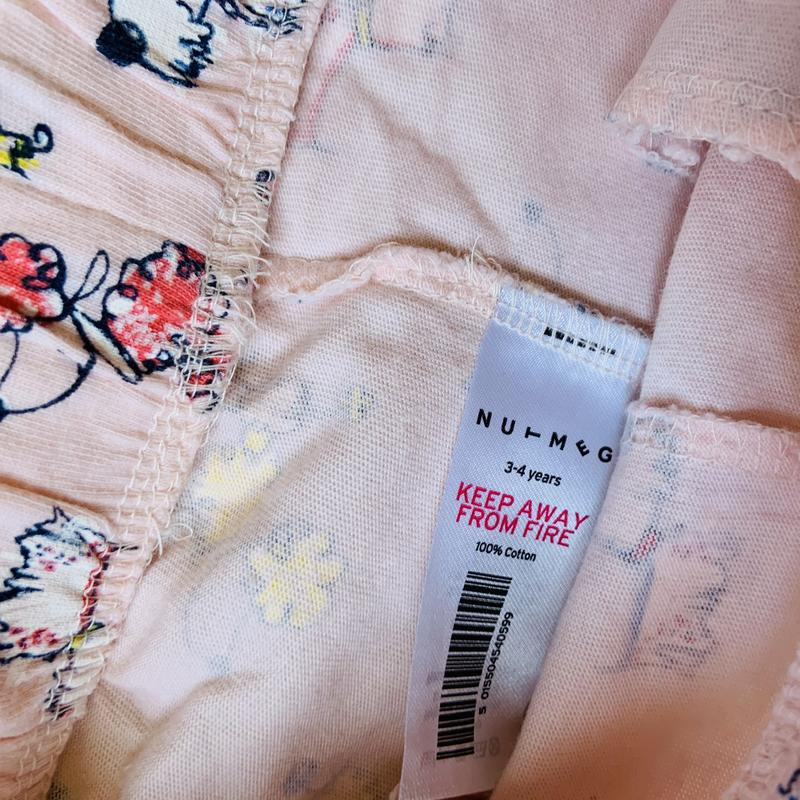 NUTMEG
3-4 years
KEEP AWAY
FROM FIRE
100% Cotton
5 015504540599